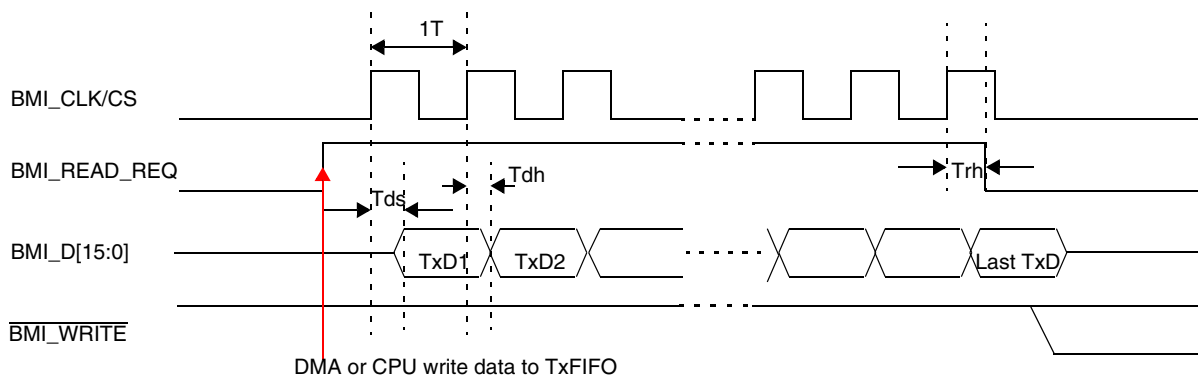 1T
BMI_CLK/CS
BMI_READ_REQ
Tdh
Trh
Tds
BMI_D[15:0]
TxD1
TxD2
Last TxD
BMI_WRITE
DMA or CPU write data to TxFIFO